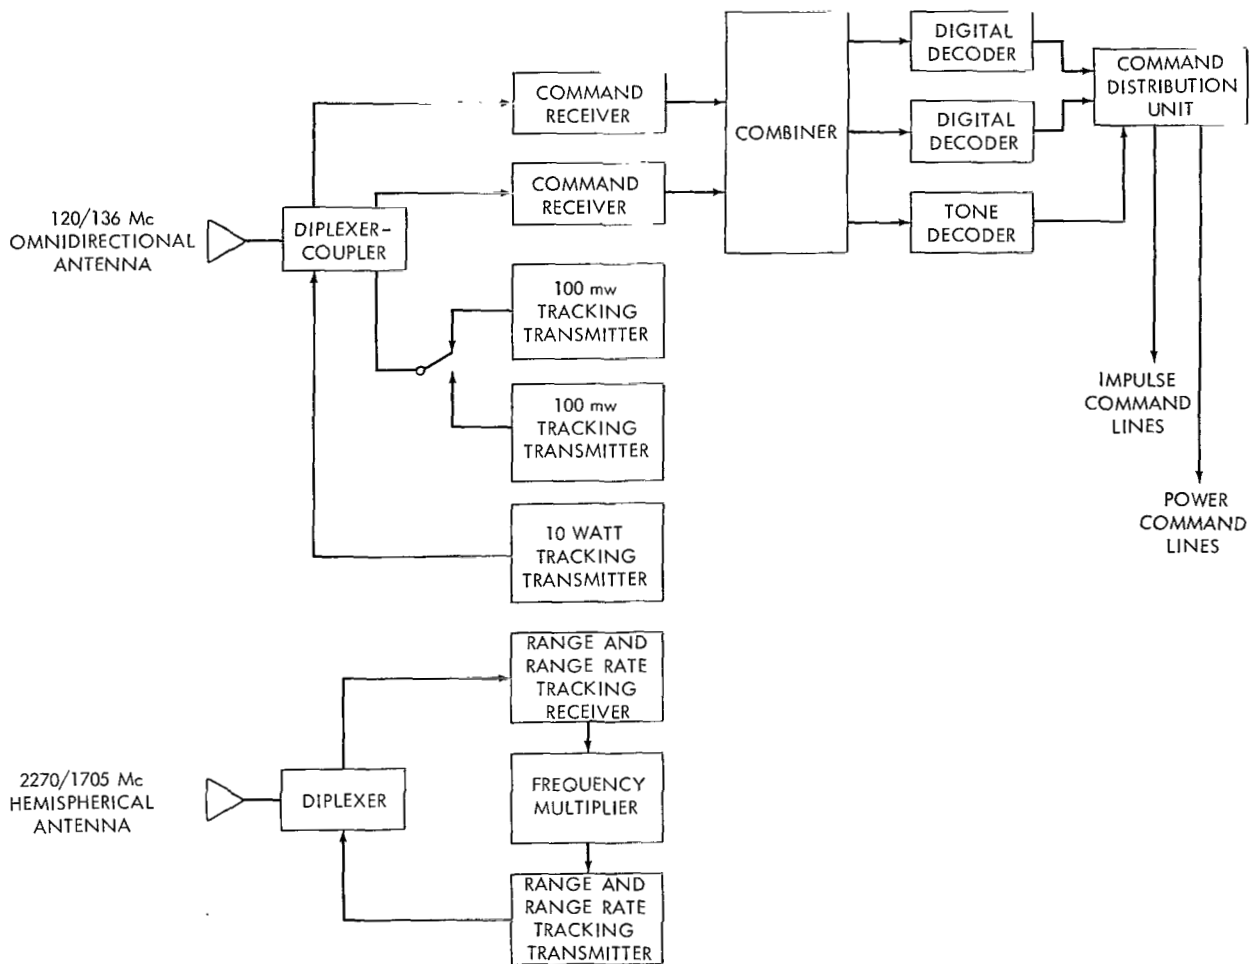 120/136 Mc
OMNIDIRECTIONAL
ANTENNA
DIPLEXER-
COUPLER
COMMAND
RECEIVER
COMMAND
RECEIVER
100 mw
TRACKING
TRANSMITTER
100 mw
TRACKING
TRANSMITTER
10 WATT
TRACKING
TRANSMITTER
COMBINER
DIGITAL
DECODER
DIGITAL
DECODER
TONE
DECODER
COMMAND
DISTRIBUTION
UNIT
IMPULSE
COMMAND
LINES
POWER
COMMAND
LINES
2270/1705 Mc
HEMISPHERICAL
ANTENNA
DIPLEXER
RANGE AND
RANGE RATE
TRACKING
RECEIVER
FREQUENCY
MULTIPLIER
RANGE AND
RANGE RATE
TRACKING
TRANSMITTER